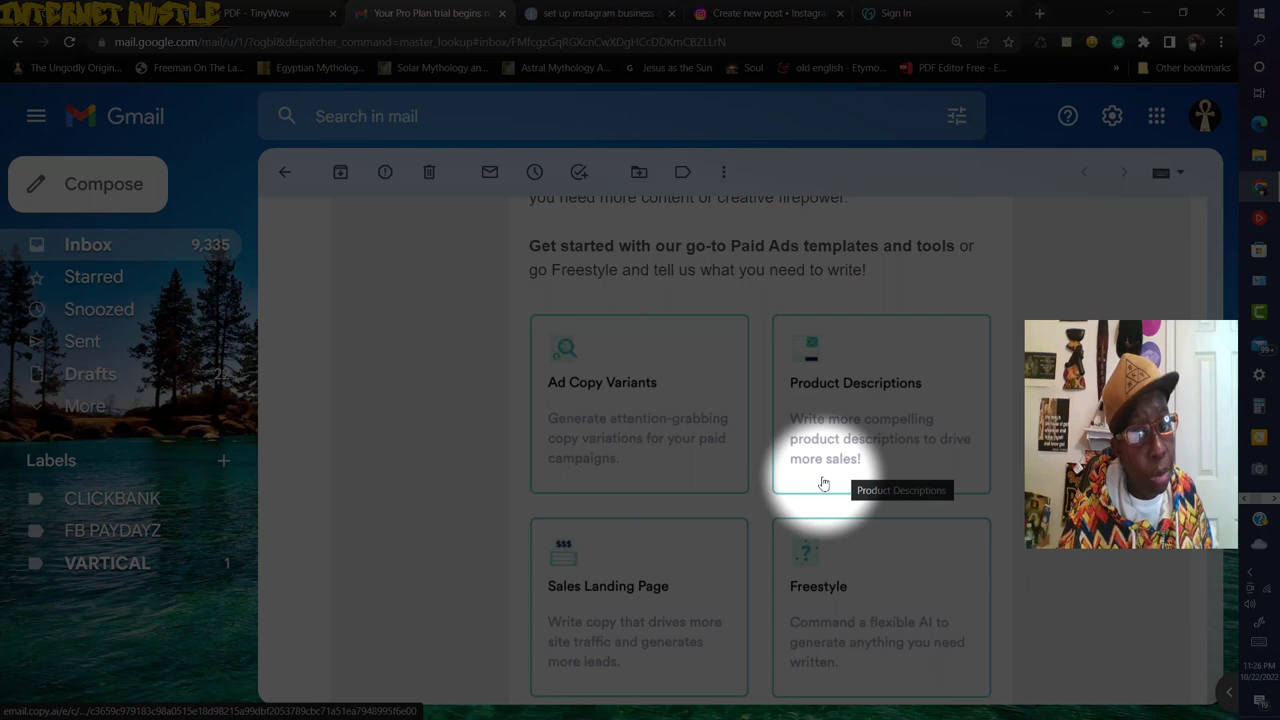 INTERNET HUSTLE
PDF - TinyWow
Your Pro Plan trial begins n
set up instagram business
Create new post • Instagra
Sign In
mail.google.com/mail/u/1/?ogbl&dispatcher_command=master_lookup#inbox/FMfcgzGqRGXcnCwXDgHCcDDKmCBZLLrN
The Ungodly Origin...
Freeman On The La...
Egyptian Mytholog...
Solar Mythology an...
Astral Mythology A...
Jesus as the Sun
Soul
old english - Etymo...
PDF Editor Free - E...
»
Other bookmarks
Gmail
Search in mail
Compose
Inbox 9,335
Starred
Snoozed
Sent
Drafts 22
More
Labels
CLICKBANK
FB PAYDAYZ
VARTICAL 1
you need more content or creative firepower.
Get started with our go-to Paid Ads templates and tools or
go Freestyle and tell us what you need to write!
Ad Copy Variants
Generate attention-grabbing
copy variations for your paid
campaigns.
Product Descriptions
Write more compelling
product descriptions to drive
more sales!
Product Descriptions
$$$
Sales Landing Page
Write copy that drives more
site traffic and generates
more leads.
?
Freestyle
Command a flexible AI to
generate anything you need
written.
99+
11:26 PM
10/22/2022
19
email.copy.ai/e/c/.../c3659c979183c98a0515e18d98215a99dbf2053789cbc71a51ea7948995f6e00